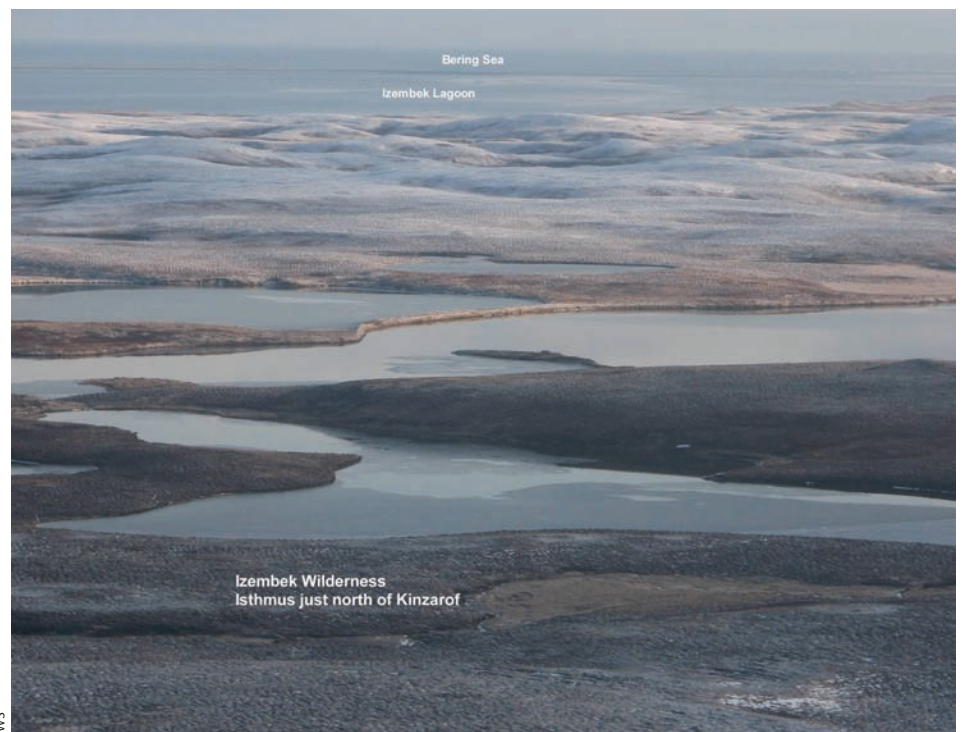 Bering Sea
Izembek Lagoon
Izembek Wilderness
Isthmus just north of Kinzarof